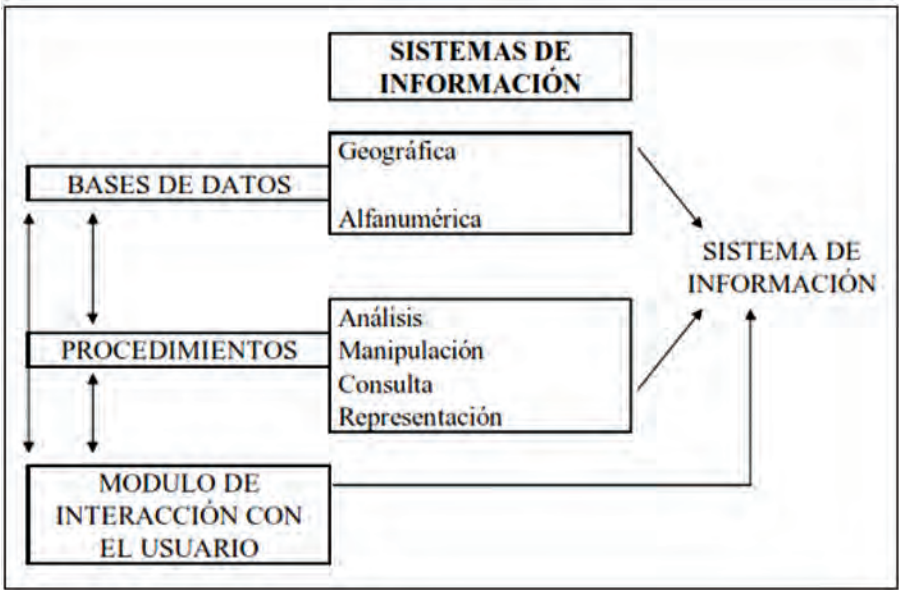 SISTEMAS DE
INFORMACIÓN
BASES DE DATOS
Geográfica
Alfanumérica
SISTEMA DE
INFORMACIÓN
PROCEDIMIENTOS
Análisis
Manipulación
Consulta
Representación
MODULO DE
INTERACCIÓN CON
EL USUARIO